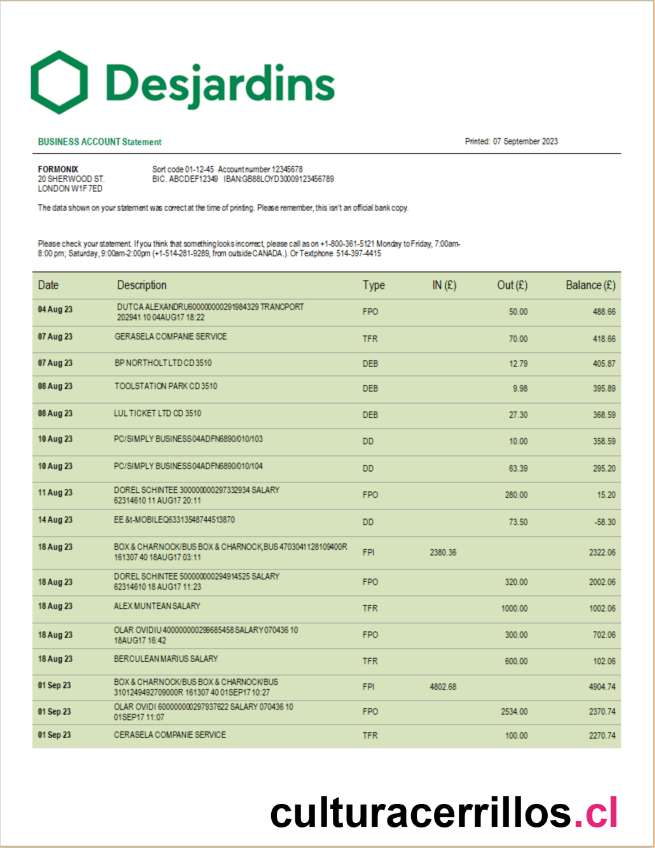 Desjardins
BUSINESS ACCOUNT Statement Printed: 07 September 2023
FORMONIX Sort code 01-12-45 Account number 12345678
20 SHERWOOD ST. BIC. ABCDEF12349 IBAN GB88LOYD30009123456789
LONDON W1F 7ED
The data shown on your statement was correct at the time of printing. Please remember, this isn't an official bank copy.
Please check your statement. If you think that something looks incorrect, please call as on +1-800-361-5121 Monday to Friday, 7:00am-
8:00 pm; Saturday, 9:00am-2:00pm (+1-514-281-9289, from outside CANADA,). Or Textphone 514-397-4415
Date Description Type IN (£) Out (£) Balance (£)
04 Aug 23 DUTCA ALEXANDRU600000000291984329 TRANCPORT FPO 50.00 488.66
202941 10 04AUG17 18:22
07 Aug 23 GERASELA COMPANIE SERVICE TFR 70.00 418.66
07 Aug 23 BP NORTHOLT LTD CD 3510 DEB 12.79 405.87
08 Aug 23 TOOLSTATION PARK CD 3510 DEB 9.98 395.89
08 Aug 23 LUL TICKET LTD CD 3510 DEB 27.30 368.59
10 Aug 23 PC/SIMPLY BUSINESS04ADFN6890/010/103 DD 10.00 358.59
10 Aug 23 PC/SIMPLY BUSINESS04ADFN6890/010/104 DD 63.39 295.20
11 Aug 23 DOREL SCHINTEE 300000000297332934 SALARY FPO 280.00 15.20
62314610 11 AUG17 20:11
14 Aug 23 EE &t-MOBILEQ63313548744513870 DD 73.50 -58.30
18 Aug 23 BOX & CHARNOCK/BUS BOX & CHARNOCK,BUS 4703041128109400R FPI 2380.36 2322.06
161307 40 18AUG17 03:11
18 Aug 23 DOREL SCHINTEE 500000000294914525 SALARY FPO 320.00 2002.06
62314610 18 AUG17 11:23
18 Aug 23 ALEX MUNTEAN SALARY TFR 1000.00 1002.06
18 Aug 23 OLAR OVIDIU 400000000299685458 SALARY 070436 10 FPO 300.00 702.06
18AUG17 16:42
18 Aug 23 BERCULEAN MARIUS SALARY TFR 600.00 102.06
01 Sep 23 BOX & CHARNOCK/BUS BOX & CHARNOCK/BUS FPI 4802.68 4904.74
3101249492709000R 161307 40 01SEP17 10:27
01 Sep 23 OLAR OVIDI 600000000297937622 SALARY 070436 10 FPO 2534.00 2370.74
01SEP17 11:07
01 Sep 23 CERASELA COMPANIE SERVICE TFR 100.00 2270.74
culturacerrillos.cl